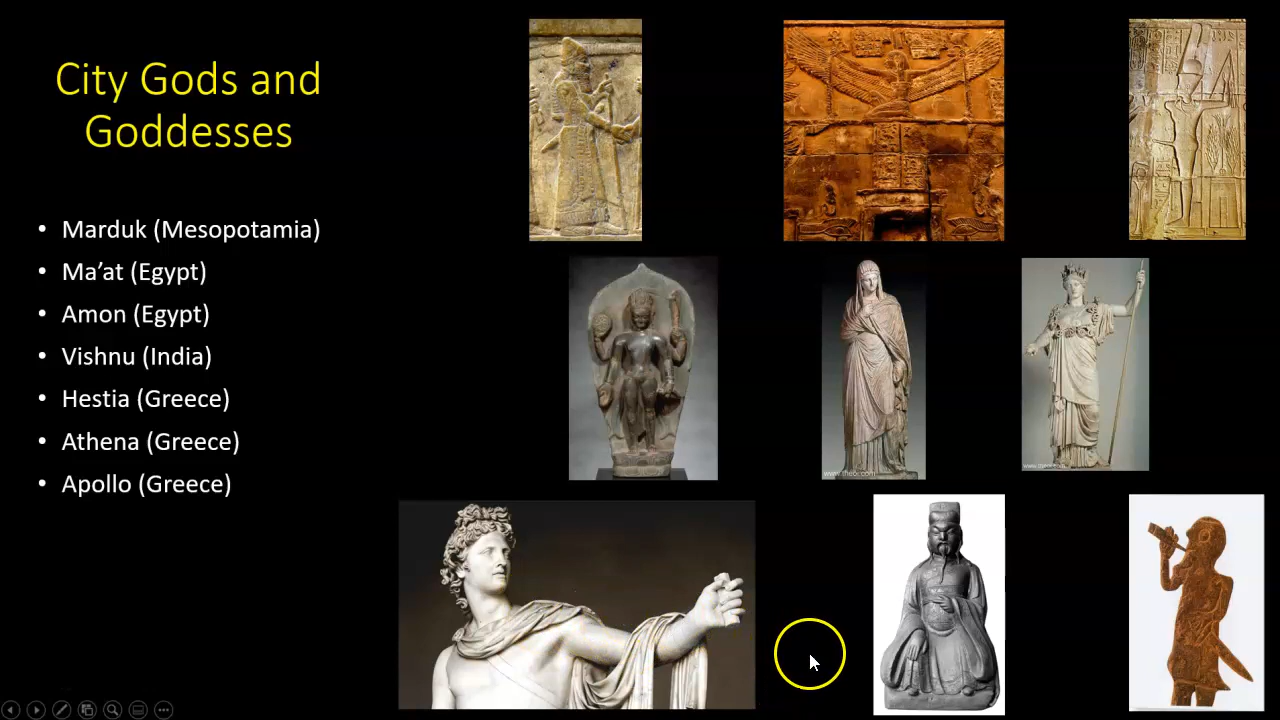 City Gods and
Goddesses
• Marduk (Mesopotamia)
• Ma’at (Egypt)
• Amon (Egypt)
• Vishnu (India)
• Hestia (Greece)
• Athena (Greece)
• Apollo (Greece)